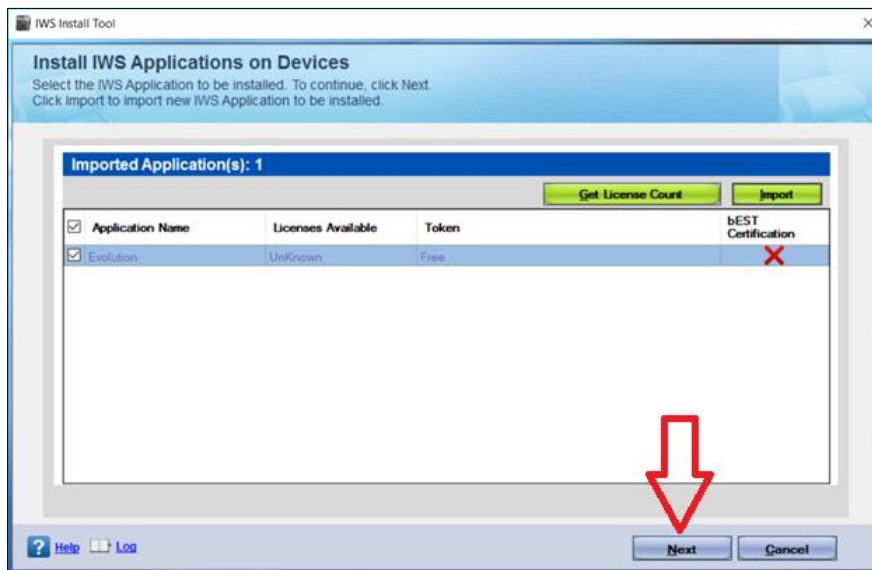 IWS Install Tool
Install IWS Applications on Devices
Select the IWS Application to be installed. To continue, click Next.
Click Import to import new IWS Application to be installed.
Imported Application(s): 1
Get License Count
Import
Application Name Licenses Available Token bEST
Certification
Evolution UnKnown Free
Help Log
Next Cancel